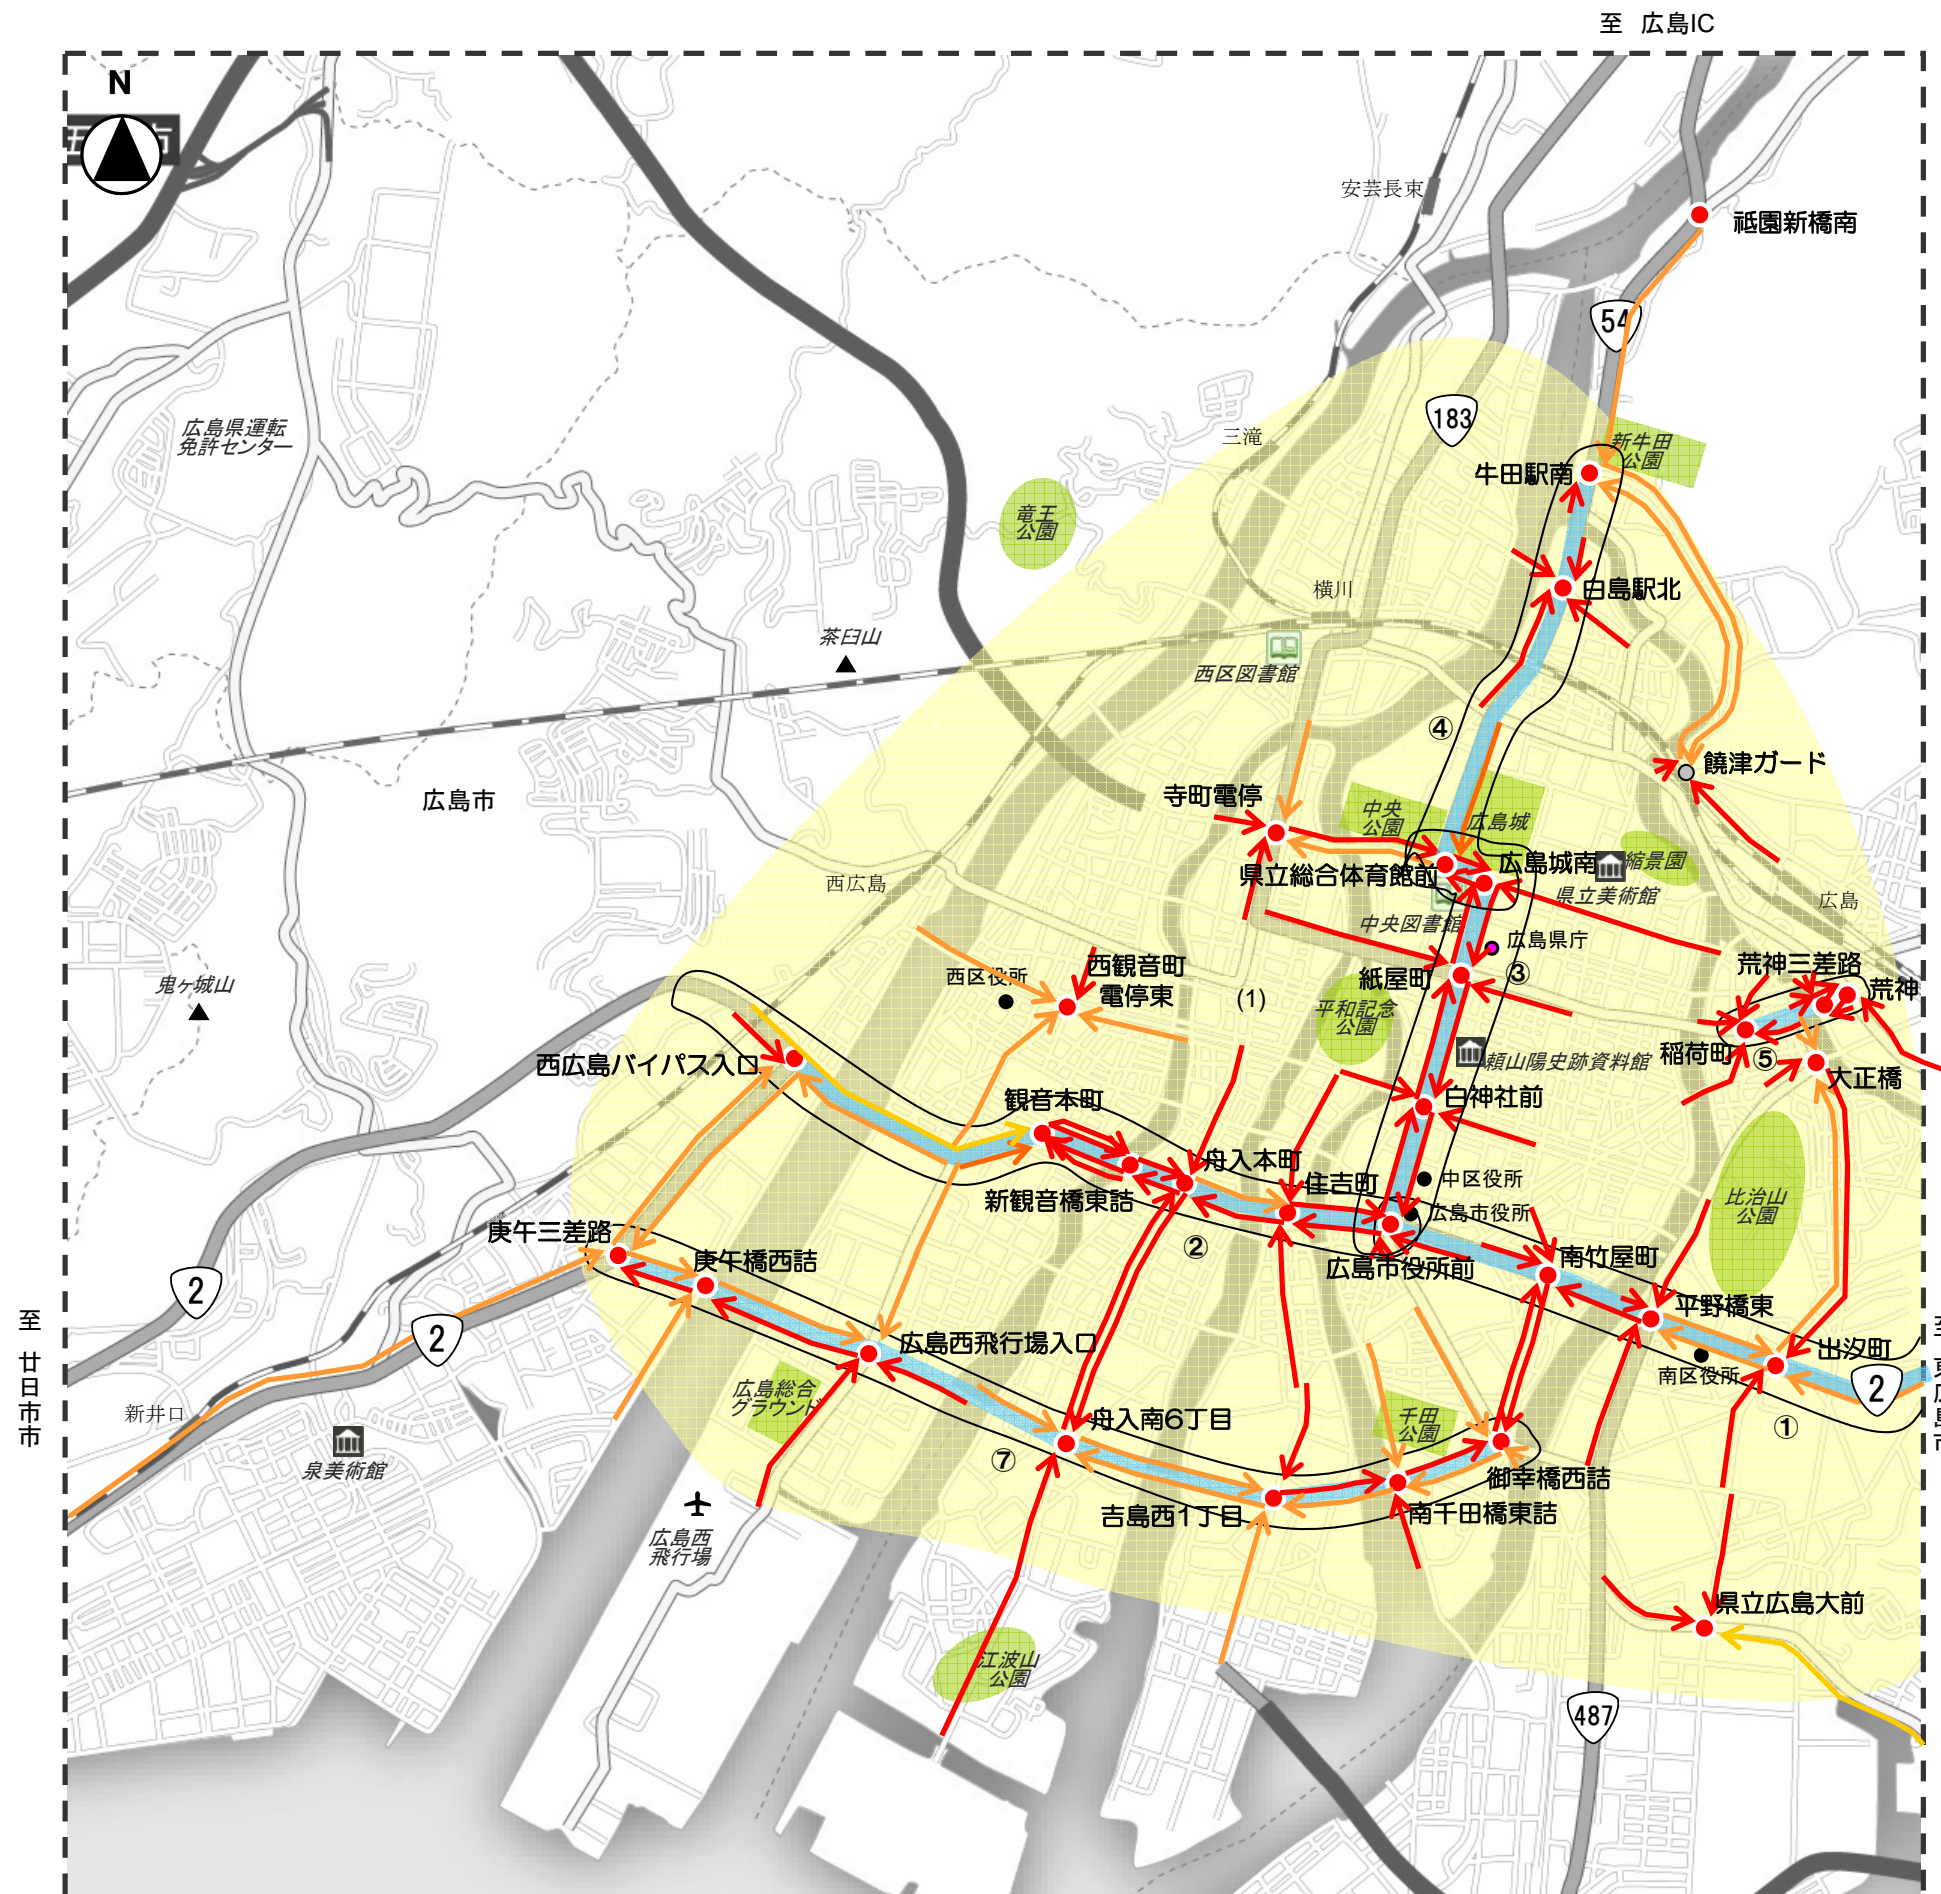 至 広島IC
N
安芸長束
祇園新橋南
54
183
広島県運転
免許センター
三滝
新牛田
公園
牛田駅南
竜王
公園
横川
白島駅北
茶臼山
西区図書館
④
饒津ガード
広島市
寺町電停
中央
公園
広島城
県立総合体育館前
広島城南
縮景園
西広島
県立美術館
広島
中央図書館
広島県庁
荒神三差路
西観音町
電停東
西区役所
紙屋町
③
荒神
鬼ヶ城山
(1)
平和記念
公園
稲荷町
⑤
西広島バイパス入口
頼山陽史跡資料館
大正橋
観音本町
白神社前
舟入本町
中区役所
新観音橋東詰
住吉町
広島市役所
比治山
公園
庚午三差路
②
庚午橋西詰
広島市役所前
南竹屋町
2
平野橋東
2
広島西飛行場入口
出汐町
至 廿日市市
南区役所
2
広島総合
グラウンド
新井口
舟入南6丁目
千田
公園
①
⑦
泉美術館
御幸橋西詰
吉島西1丁目
南千田橋東詰
広島西
飛行場
県立広島大前
江波山
公園
487